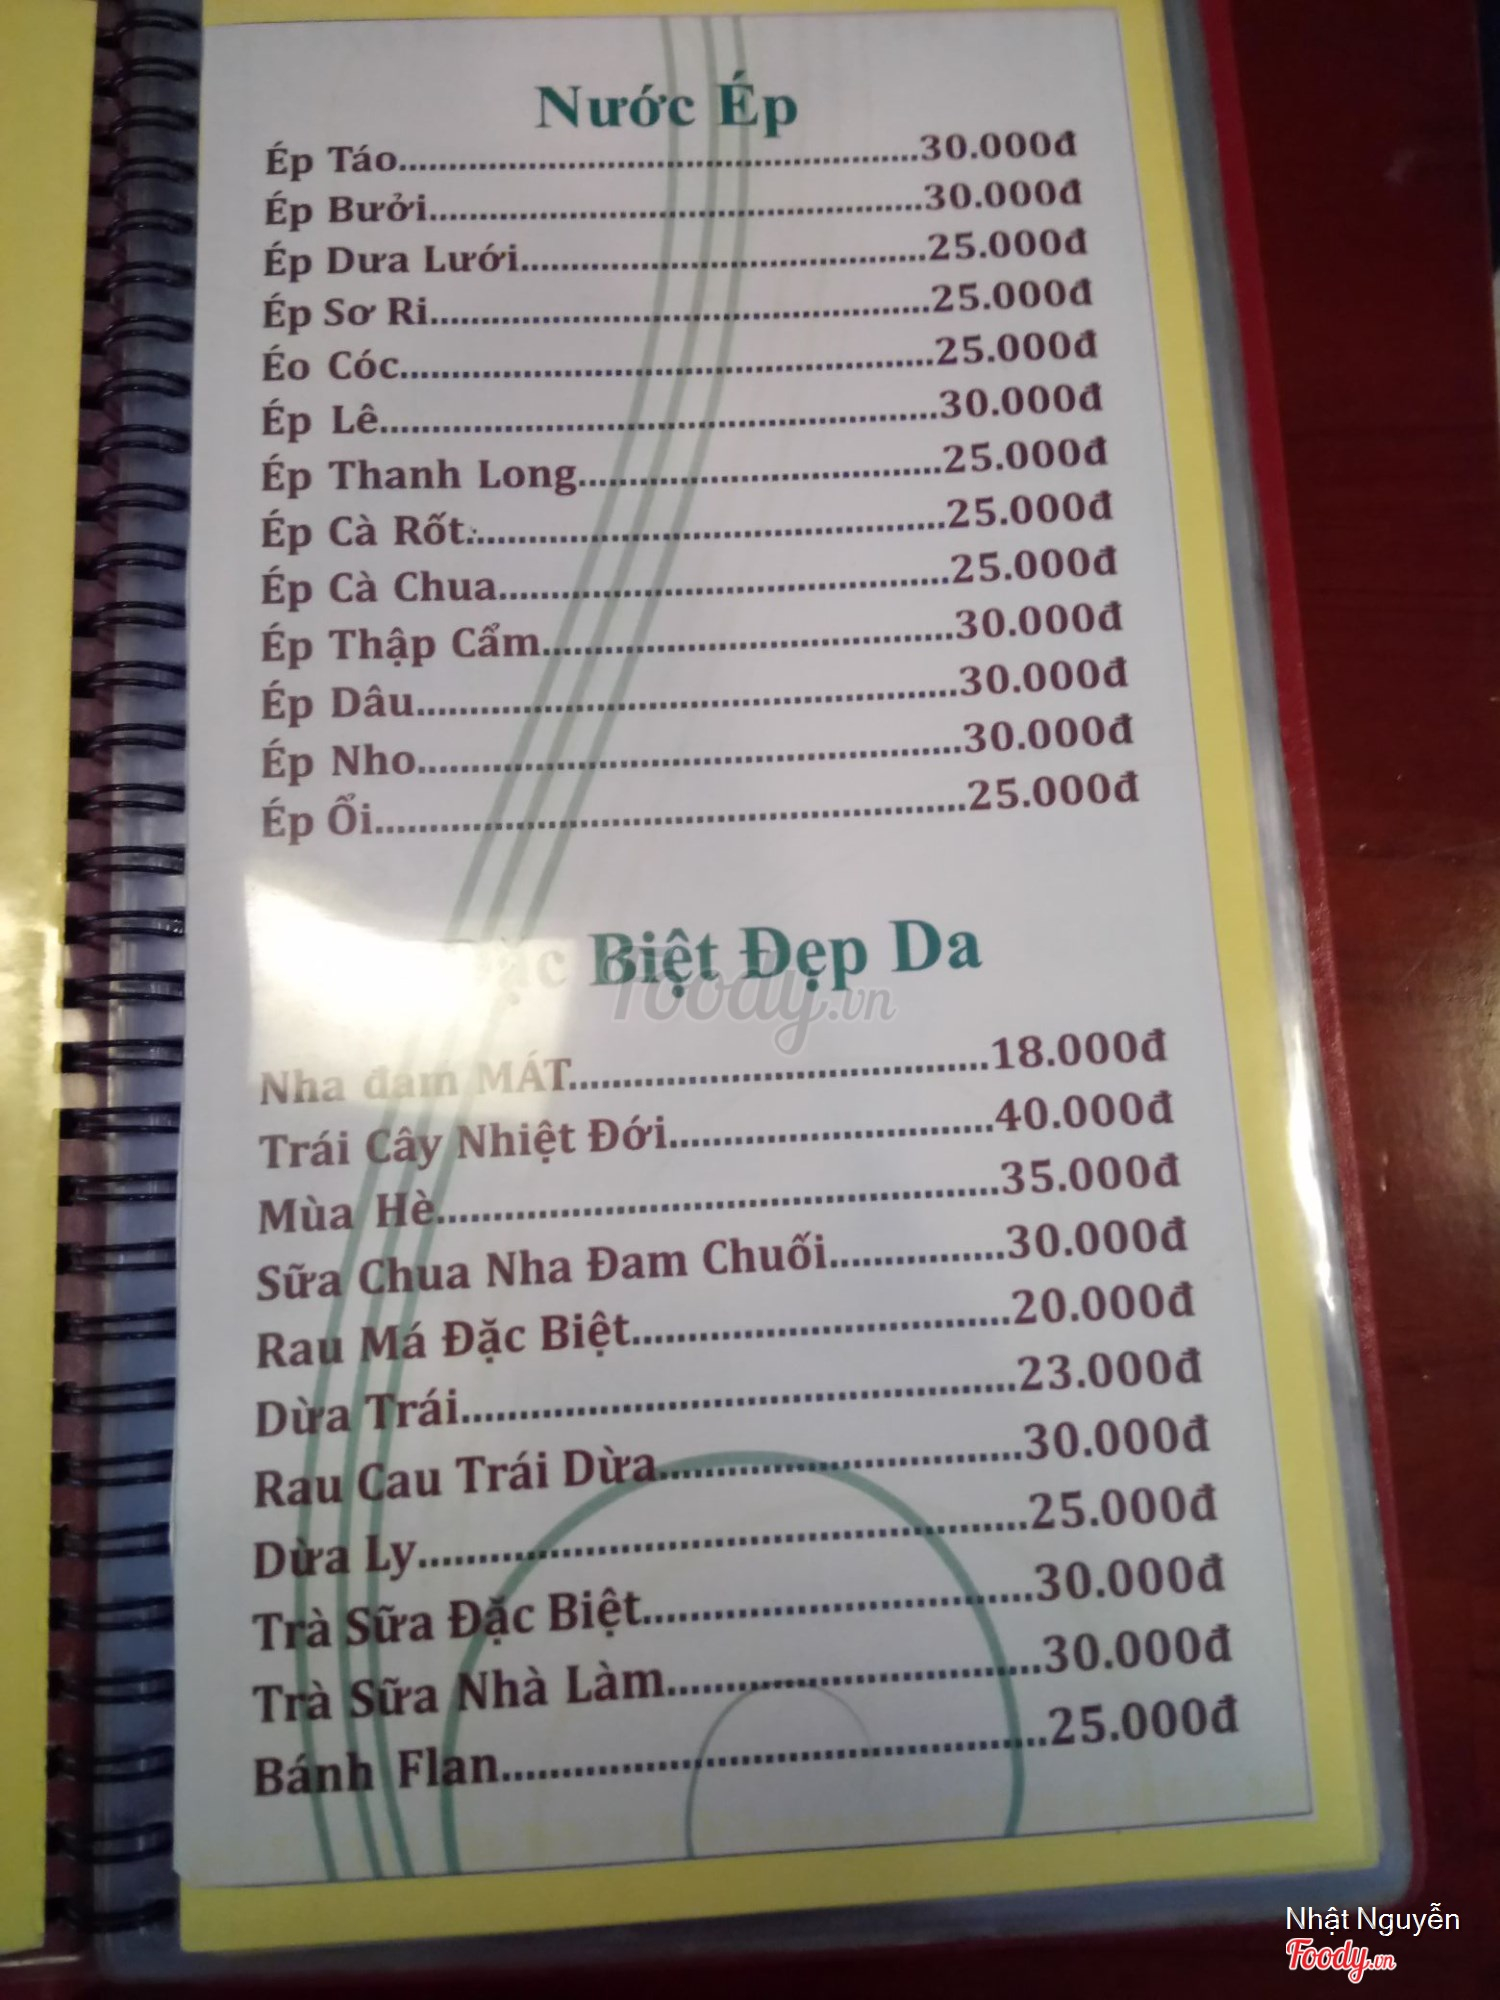 Nước Ép
Ép Táo........30.000đ
Ép Bưởi........30.000đ
Ép Dưa Lưới........25.000đ
Ép Sơ Ri........25.000đ
Éo Cóc........25.000đ
Ép Lê........30.000đ
Ép Thanh Long........25.000đ
Ép Cà Rốt........25.000đ
Ép Cà Chua........25.000đ
Ép Thập Cẩm........30.000đ
Ép Dâu........30.000đ
Ép Nho........30.000đ
Ép Ổi........25.000đ
Đặc Biệt Đẹp Da
Foody.vn
Nha đam MÁT........18.000đ
Trái Cây Nhiệt Đới........40.000đ
Mùa Hè........35.000đ
Sữa Chua Nha Đam Chuối........30.000đ
Rau Má Đặc Biệt........20.000đ
Dừa Trái........23.000đ
Rau Cau Trái Dừa........30.000đ
Dừa Ly........25.000đ
Trà Sữa Đặc Biệt........30.000đ
Trà Sữa Nhà Làm........30.000đ
Bánh Flan........25.000đ
Nhật Nguyễn
Foody.vn